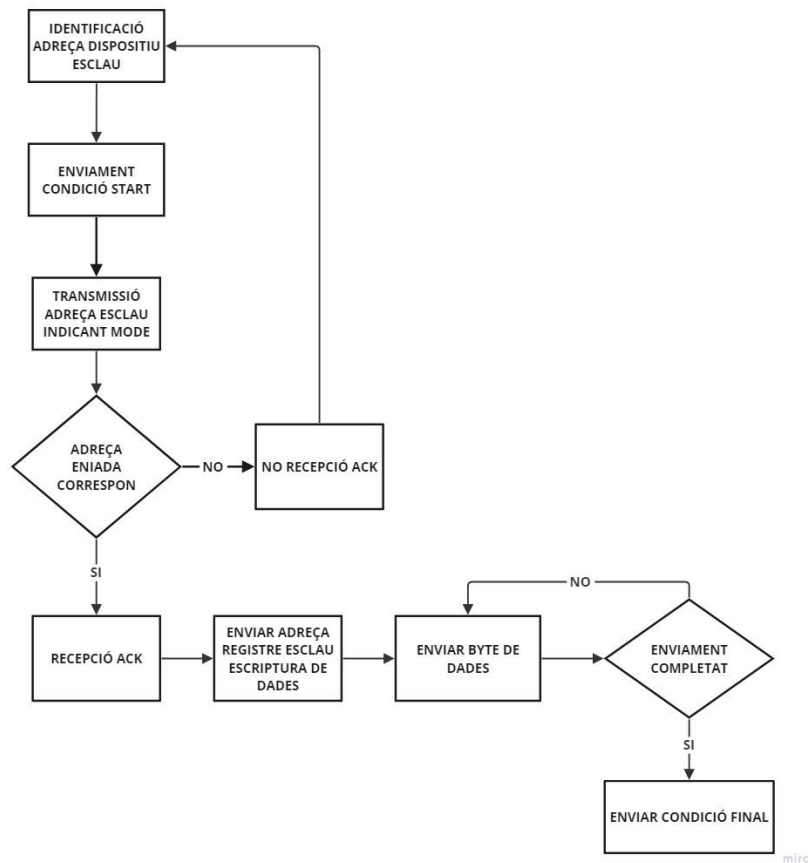 IDENTIFICACIÓ
ADREÇA DISPOSITIU
ESCLAU
ENVIAMENT
CONDICIÓ START
TRANSMISSIÓ
ADREÇA ESCLAU
INDICANT MODE
ADREÇA
ENIADA
CORRESPON
NO
NO RECEPCIÓ ACK
SI
RECEPCIÓ ACK
ENVIAR ADREÇA
REGISTRE ESCLAU
ESCRIPTURA DE
DADES
ENVIAR BYTE DE
DADES
NO
ENVIAMENT
COMPLETAT
SI
ENVIAR CONDICIÓ FINAL
miro